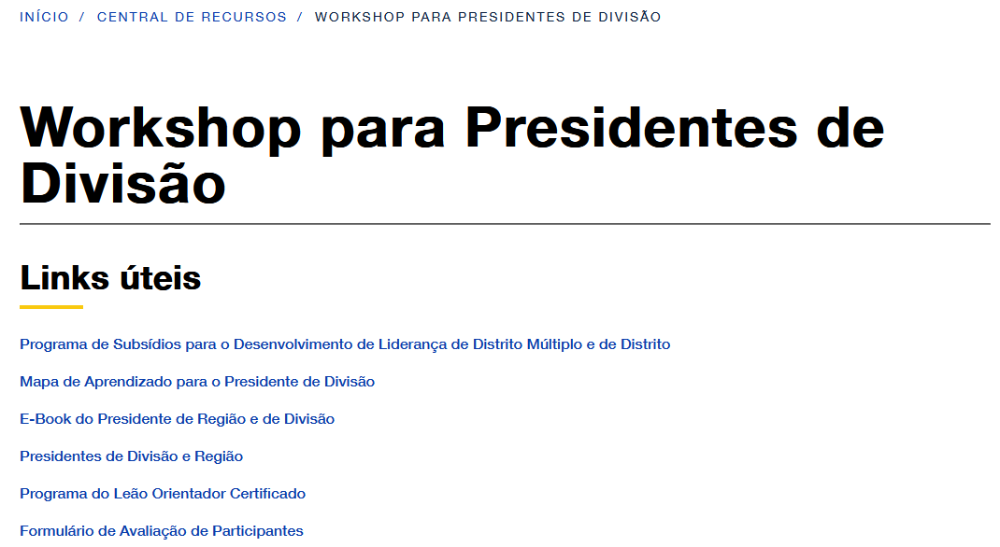 INÍCIO / CENTRAL DE RECURSOS / WORKSHOP PARA PRESIDENTES DE DIVISÃO
Workshop para Presidentes de
Divisão
Links úteis
Programa de Subsídios para o Desenvolvimento de Liderança de Distrito Múltiplo e de Distrito
Mapa de Aprendizado para o Presidente de Divisão
E-Book do Presidente de Região e de Divisão
Presidentes de Divisão e Região
Programa do Leão Orientador Certificado
Formulário de Avaliação de Participantes